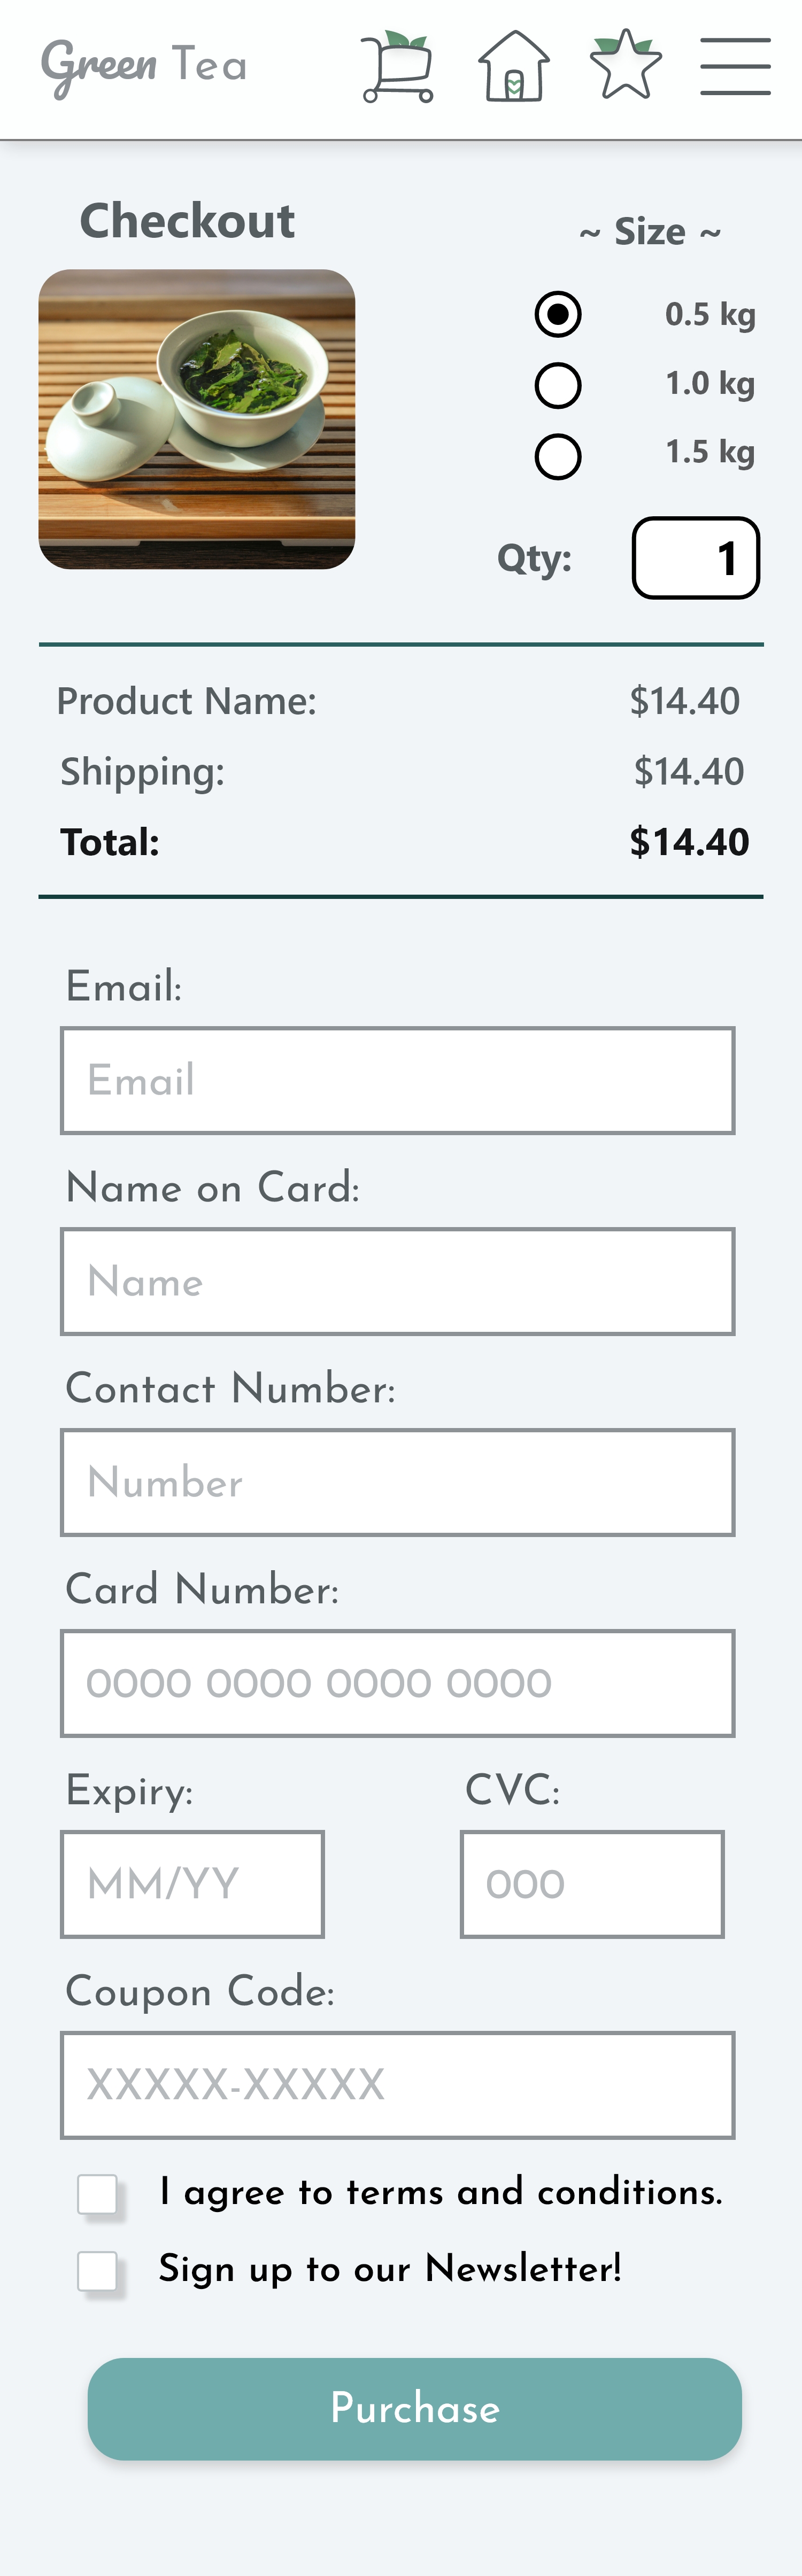 Green Tea
Checkout
~ Size ~
0.5 kg
1.0 kg
1.5 kg
Qty: 1
Product Name: $14.40
Shipping: $14.40
Total: $14.40
Email:
Email
Name on Card:
Name
Contact Number:
Number
Card Number:
0000 0000 0000 0000
Expiry: CVC:
MM/YY 000
Coupon Code:
XXXXX-XXXXX
I agree to terms and conditions.
Sign up to our Newsletter!
Purchase